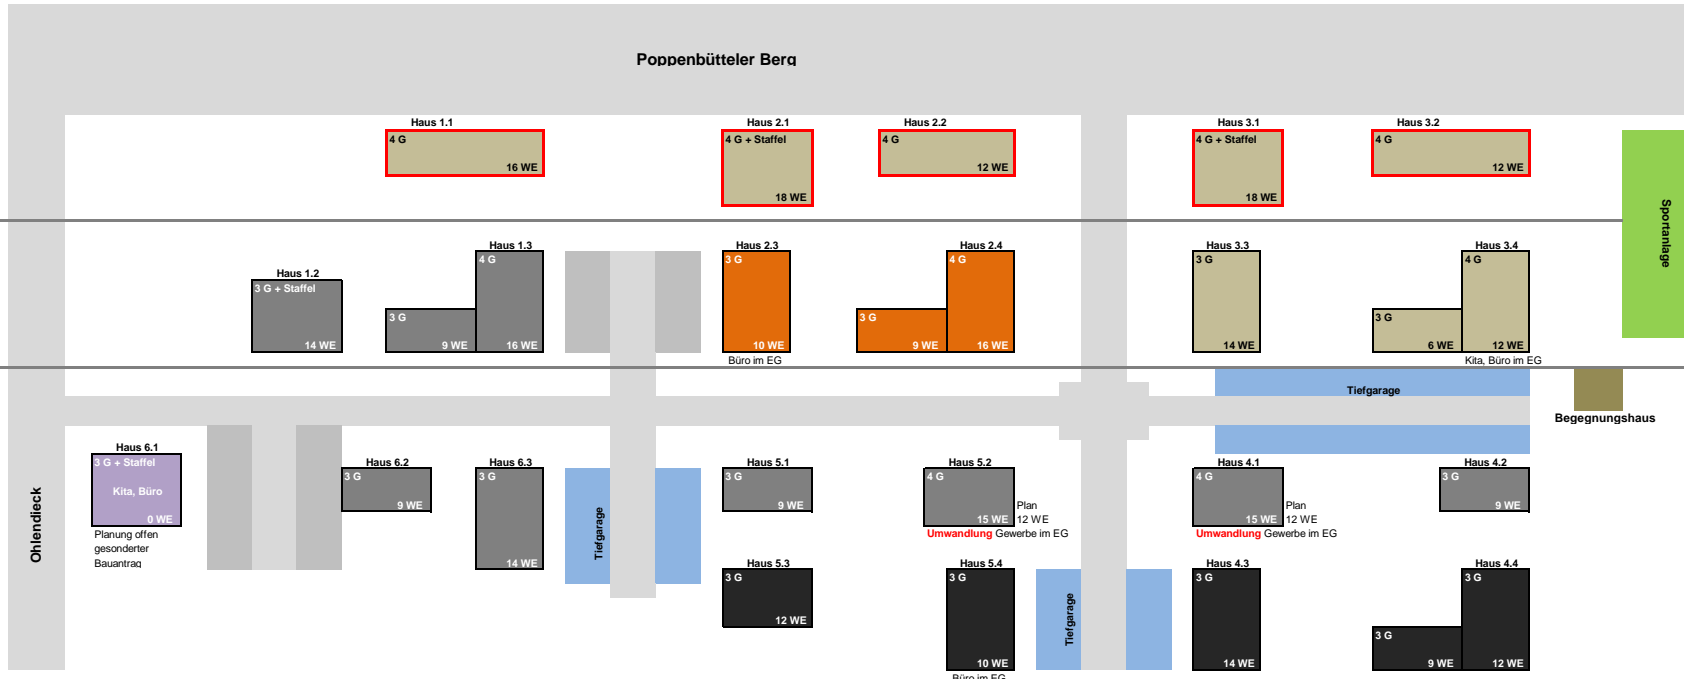 Poppenbütteler Berg
Haus 1.1
4 G
16 WE
Haus 2.1
4 G + Staffel
18 WE
Haus 2.2
4 G
12 WE
Haus 3.1
4 G + Staffel
18 WE
Haus 3.2
4 G
12 WE
Sportanlage
Haus 1.2
3 G + Staffel
14 WE
Haus 1.3
4 G
3 G
9 WE
16 WE
Haus 2.3
3 G
10 WE
Büro im EG
Haus 2.4
4 G
3 G
9 WE
16 WE
Haus 3.3
3 G
14 WE
Haus 3.4
4 G
3 G
6 WE
12 WE
Kita, Büro im EG
Tiefgarage
Begegnungshaus
Ohlendieck
Haus 6.1
3 G + Staffel
Kita, Büro
0 WE
Planung offen
gesonderter
Bauantrag
Haus 6.2
3 G
9 WE
Haus 6.3
3 G
14 WE
Tiefgarage
Haus 5.1
3 G
9 WE
Haus 5.2
4 G
15 WE
Plan
12 WE
Umwandlung Gewerbe im EG
Haus 4.1
4 G
15 WE
Plan
12 WE
Umwandlung Gewerbe im EG
Haus 4.2
3 G
9 WE
Haus 5.3
3 G
12 WE
Haus 5.4
3 G
10 WE
Büro im EG
Tiefgarage
Haus 4.3
3 G
14 WE
Haus 4.4
3 G
3 G
9 WE
12 WE